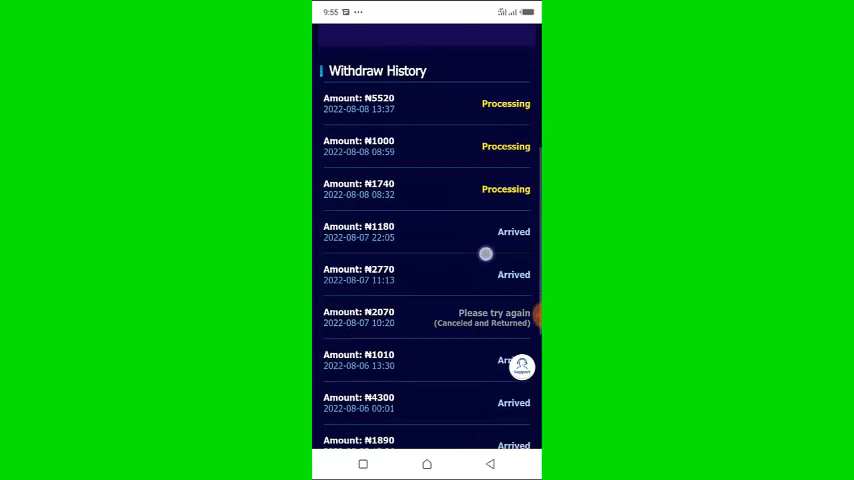 9:55
Withdraw History
Amount: ₦5520
2022-08-08 13:37
Processing
Amount: ₦1000
2022-08-08 08:59
Processing
Amount: ₦1740
2022-08-08 08:32
Processing
Amount: ₦1180
2022-08-07 22:05
Arrived
Amount: ₦2770
2022-08-07 11:13
Arrived
Amount: ₦2070
2022-08-07 10:20
Please try again
(Canceled and Returned)
Amount: ₦1010
2022-08-06 13:30
Support
Amount: ₦4300
2022-08-06 00:01
Arrived
Amount: ₦1890
Arrived